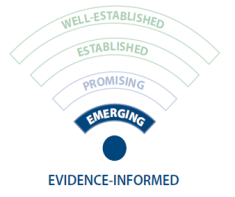 WELL-ESTABLISHED
ESTABLISHED
PROMISING
EMERGING
EVIDENCE-INFORMED